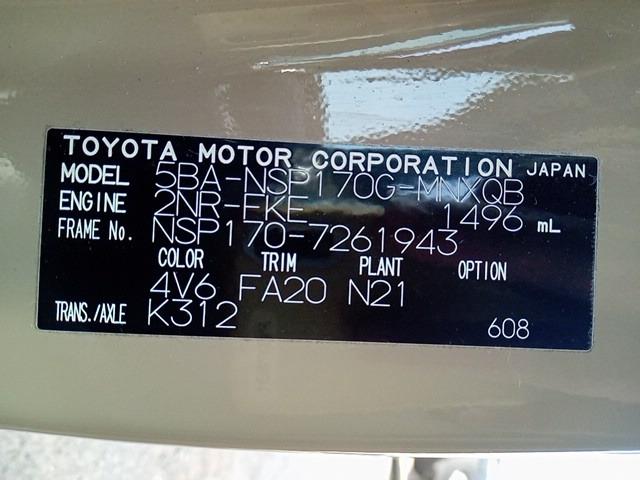 TOYOTA MOTOR CORPORATION JAPAN
MODEL 5BA-NSP170G-MNXQB
ENGINE 2NR-FKE 1496 mL
FRAME No. NSP170-7261943
COLOR TRIM PLANT OPTION
4V6 FA20 N21
TRANS./AXLE K312
608